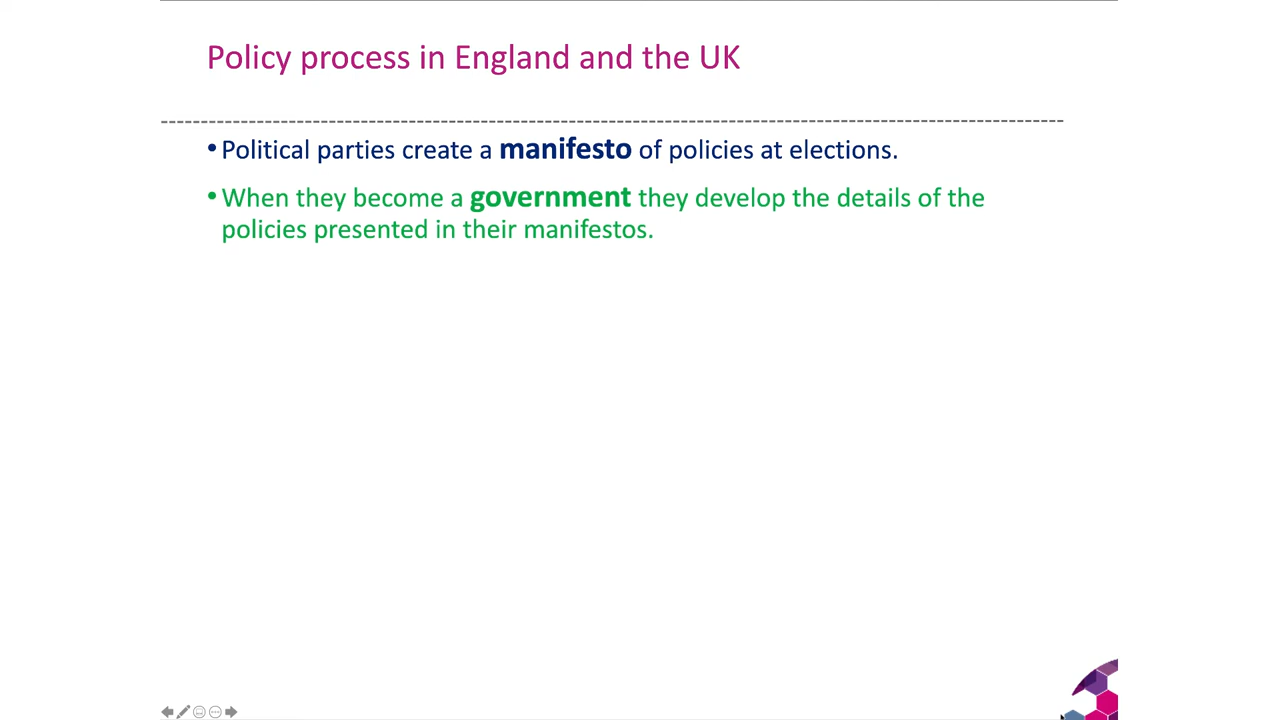 Policy process in England and the UK
•Political parties create a manifesto of policies at elections.
•When they become a government they develop the details of the
policies presented in their manifestos.